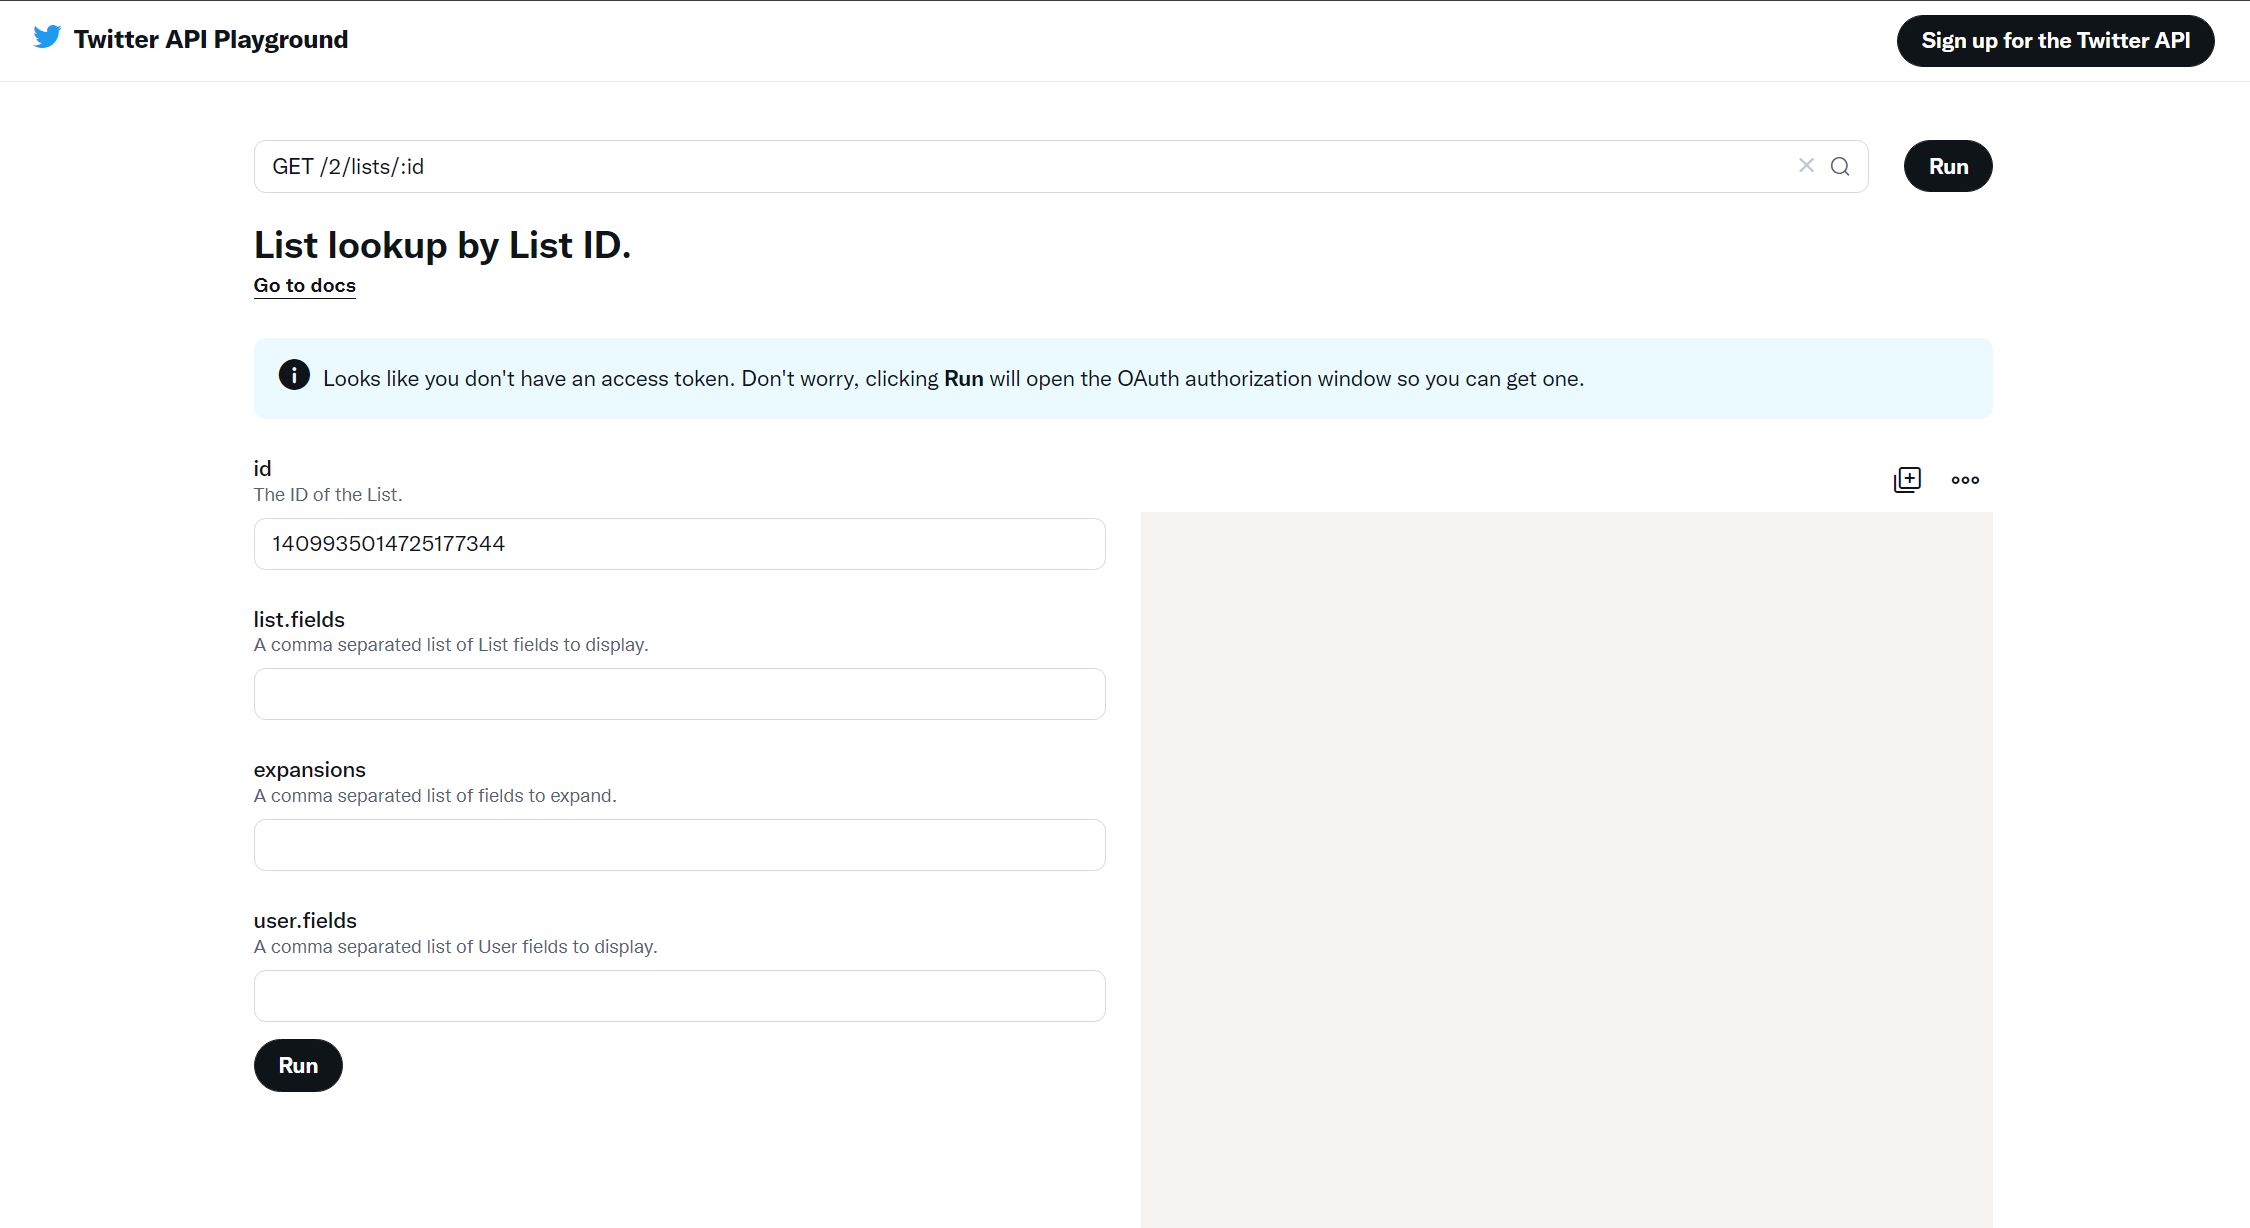 Twitter API Playground
Sign up for the Twitter API
GET /2/lists/:id
Run
List lookup by List ID.
Go to docs
Looks like you don't have an access token. Don't worry, clicking Run will open the OAuth authorization window so you can get one.
id
The ID of the List.
1409935014725177344
list.fields
A comma separated list of List fields to display.
expansions
A comma separated list of fields to expand.
user.fields
A comma separated list of User fields to display.
Run